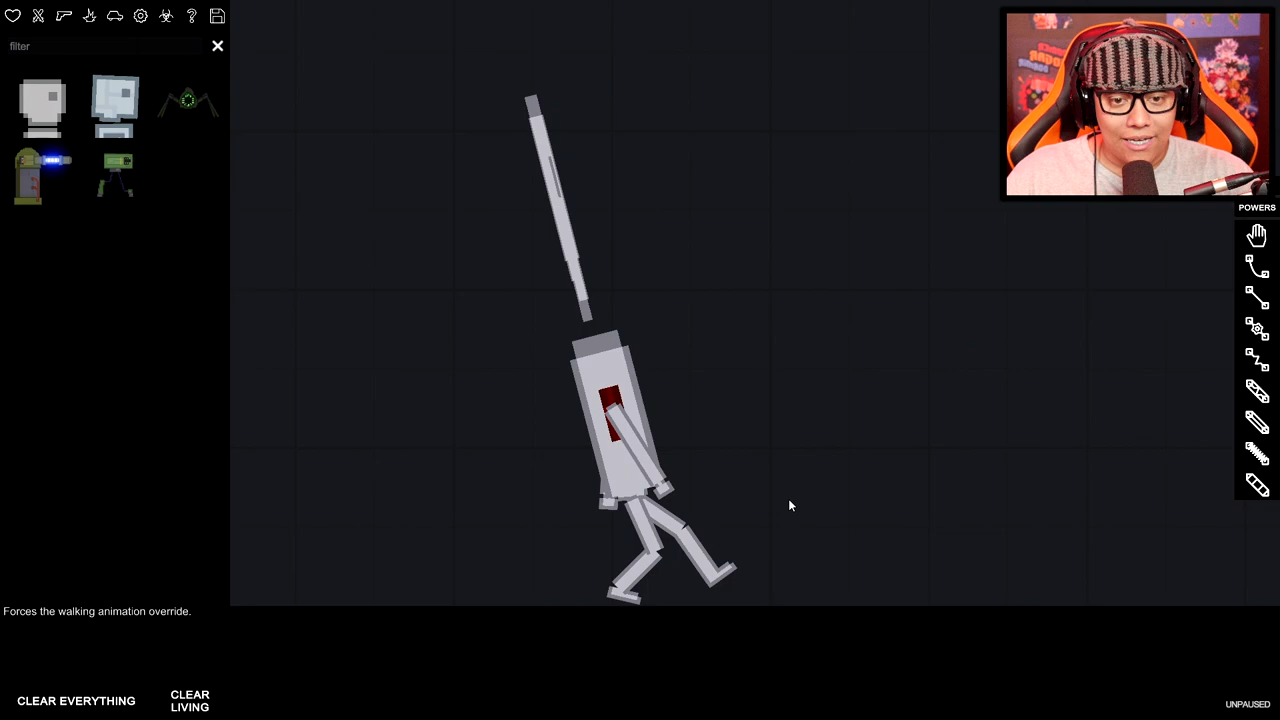 filter
POWERS
Forces the walking animation override.
CLEAR EVERYTHING
CLEAR
LIVING
UNPAUSED